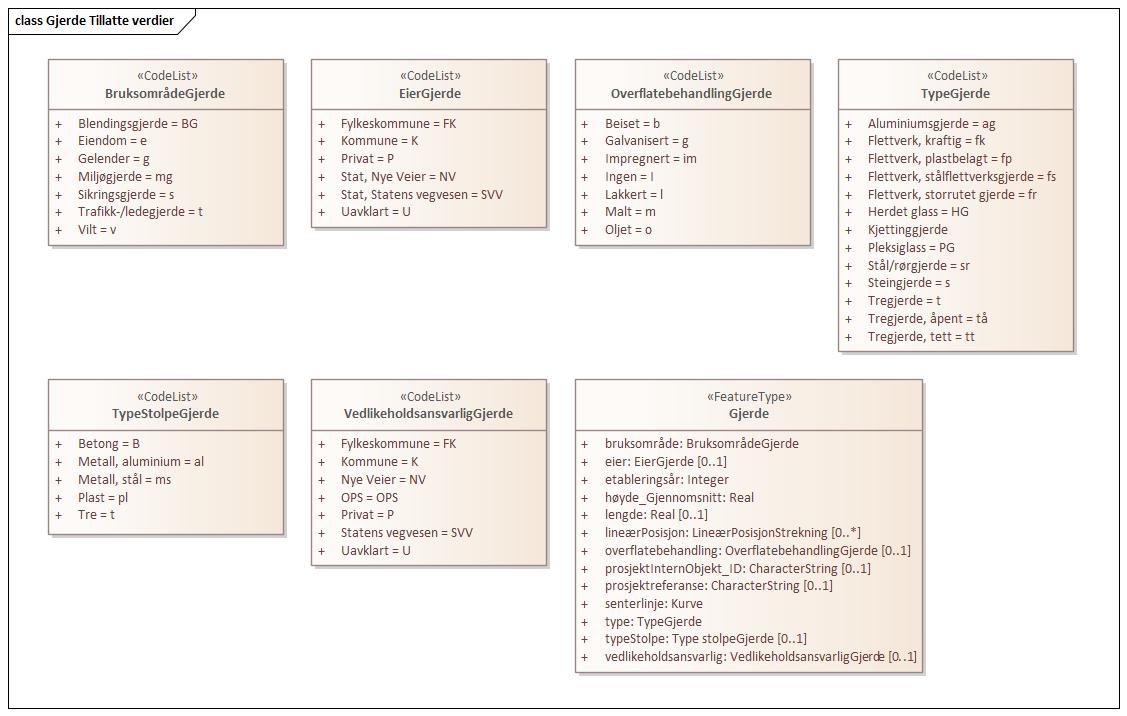 class Gjerde Tillatte verdier
«CodeList»
BruksområdeGjerde
+ Blendingsgjerde = BG
+ Eiendom = e
+ Gelender = g
+ Miljøgjerde = mg
+ Sikringsgjerde = s
+ Trafikk-/ledegjerde = t
+ Vilt = v
«CodeList»
EierGjerde
+ Fylkeskommune = FK
+ Kommune = K
+ Privat = P
+ Stat, Nye Veier = NV
+ Stat, Statens vegvesen = SVV
+ Uavklart = U
«CodeList»
OverflatebehandlingGjerde
+ Beiset = b
+ Galvanisert = g
+ Impregnert = im
+ Ingen = I
+ Lakkert = l
+ Malt = m
+ Oljet = o
«CodeList»
TypeGjerde
+ Aluminiumsgjerde = ag
+ Flettverk, kraftig = fk
+ Flettverk, plastbelagt = fp
+ Flettverk, stålflettverksgjerde = fs
+ Flettverk, storrutet gjerde = fr
+ Herdet glass = HG
+ Kjettinggjerde
+ Pleksiglass = PG
+ Stål/rørgjerde = sr
+ Steingjerde = s
+ Tregjerde = t
+ Tregjerde, åpent = tå
+ Tregjerde, tett = tt
«CodeList»
TypeStolpeGjerde
+ Betong = B
+ Metall, aluminium = al
+ Metall, stål = ms
+ Plast = pl
+ Tre = t
«CodeList»
VedlikeholdsansvarligGjerde
+ Fylkeskommune = FK
+ Kommune = K
+ Nye Veier = NV
+ OPS = OPS
+ Privat = P
+ Statens vegvesen = SVV
+ Uavklart = U
«FeatureType»
Gjerde
+ bruksområde: BruksområdeGjerde
+ eier: EierGjerde [0..1]
+ etableringsår: Integer
+ høyde_Gjennomsnitt: Real
+ lengde: Real [0..1]
+ lineærPosisjon: LineærPosisjonStrekning [0..*]
+ overflatebehandling: OverflatebehandlingGjerde [0..1]
+ prosjektInternObjekt_ID: CharacterString [0..1]
+ prosjektreferanse: CharacterString [0..1]
+ senterlinje: Kurve
+ type: TypeGjerde
+ typeStolpe: Type stolpeGjerde [0..1]
+ vedlikeholdsansvarlig: VedlikeholdsansvarligGjerde [0..1]